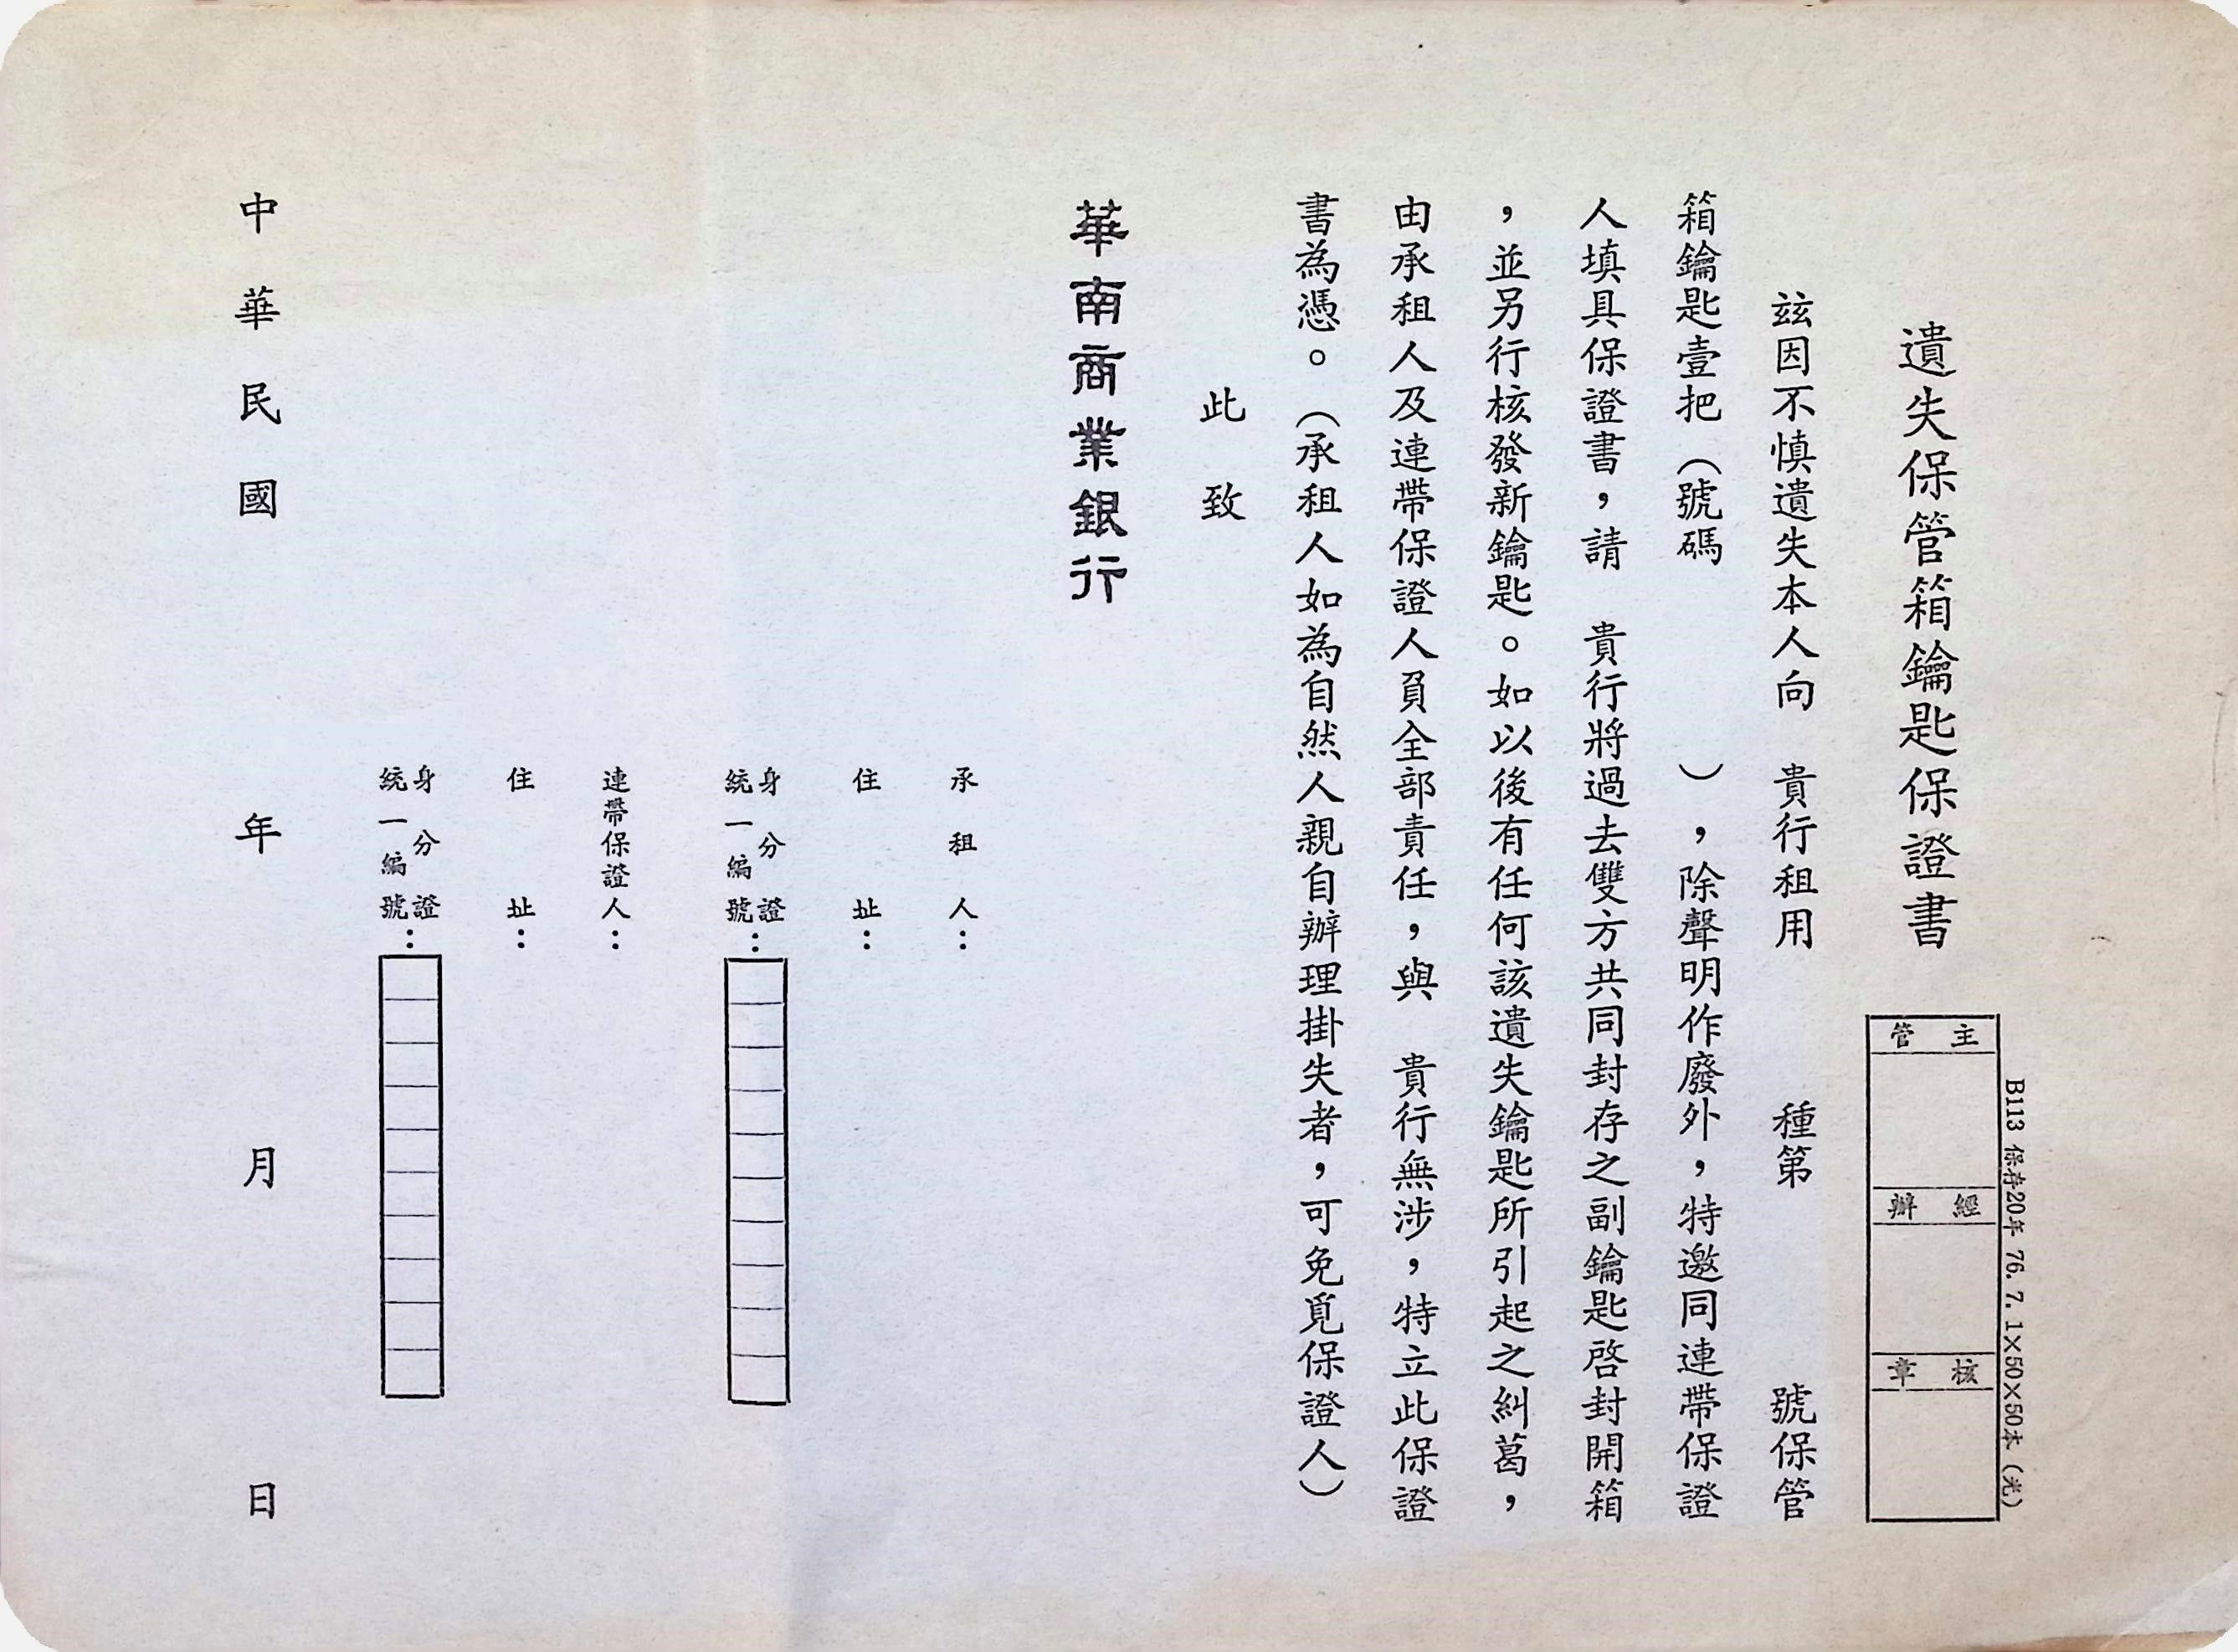 遺失保管箱鑰匙保證書
B113 保存20年 76. 7. 1×50×50本（光）
主管
經辦
核章
茲因不慎遺失本人向　貴行租用　　　種第　　　　號保管
箱鑰匙壹把（號碼　　　　），除聲明作廢外，特邀同連帶保證
人填具保證書，請　貴行將過去雙方共同封存之副鑰匙啓封開箱
，並另行核發新鑰匙。如以後有任何該遺失鑰匙所引起之糾葛，
由承租人及連帶保證人負全部責任，與　貴行無涉，特立此保證
書為憑。（承租人如為自然人親自辦理掛失者，可免覓保證人）
此致
華南商業銀行
承租人：
住址：
身分證
統一編號：
連帶保證人：
住址：
身分證
統一編號：
中華民國　　　年　　　月　　　日